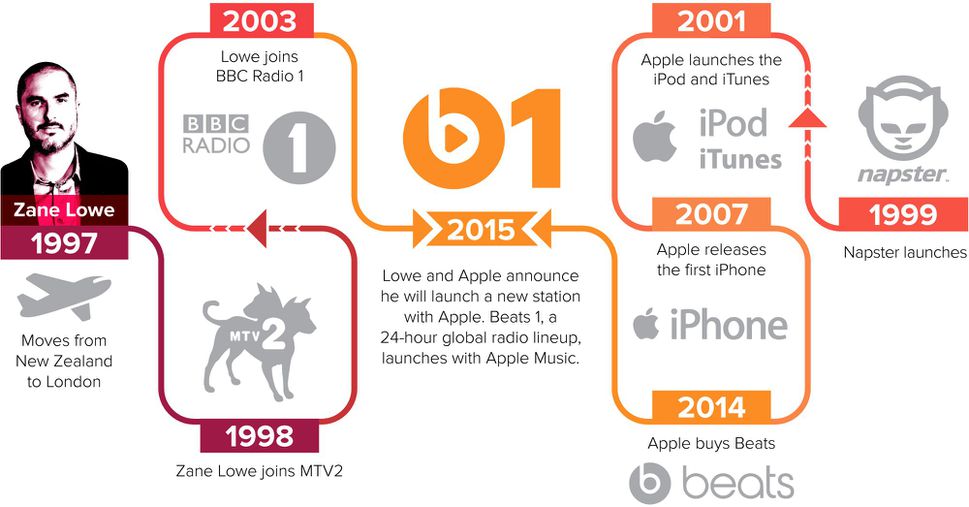 Zane Lowe
1997
Moves from
New Zealand
to London
MTV 2
1998
Zane Lowe joins MTV2
2003
Lowe joins
BBC Radio 1
BBC
RADIO
1
b1
2015
Lowe and Apple announce
he will launch a new station
with Apple. Beats 1, a
24-hour global radio lineup,
launches with Apple Music.
2001
Apple launches the
iPod and iTunes
iPod
iTunes
2007
Apple releases
the first iPhone
iPhone
2014
Apple buys Beats
b beats
napster
1999
Napster launches